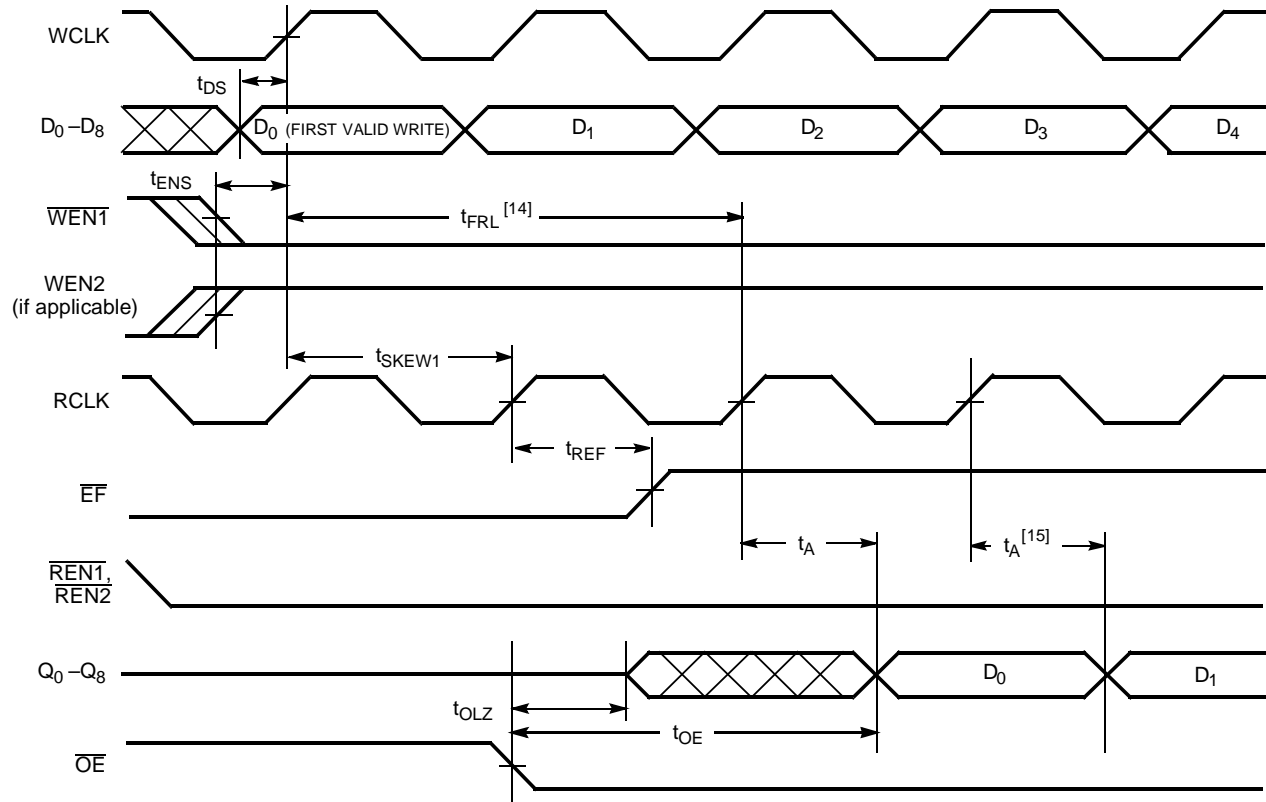 WCLK
tDS
D0 –D8
D0 (FIRST VALID WRITE)
D1
D2
D3
D4
tENS
WEN1
tFRL [14]
WEN2
(if applicable)
tSKEW1
RCLK
tREF
EF
tA
tA[15]
REN1,
REN2
Q0 –Q8
D0
D1
tOLZ
tOE
OE